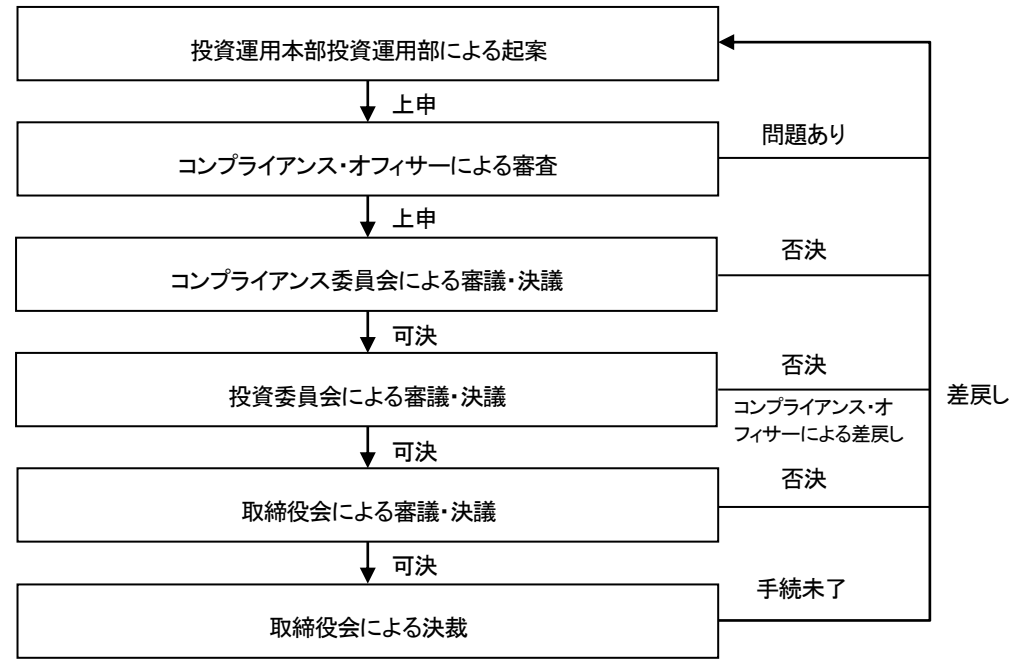 投資運用本部投資運用部による起案
上申
問題あり
コンプライアンス・オフィサーによる審査
上申
否決
コンプライアンス委員会による審議・決議
可決
否決
投資委員会による審議・決議
差戻し
コンプライアンス・オ
フィサーによる差戻し
可決
否決
取締役会による審議・決議
可決
手続未了
取締役会による決裁